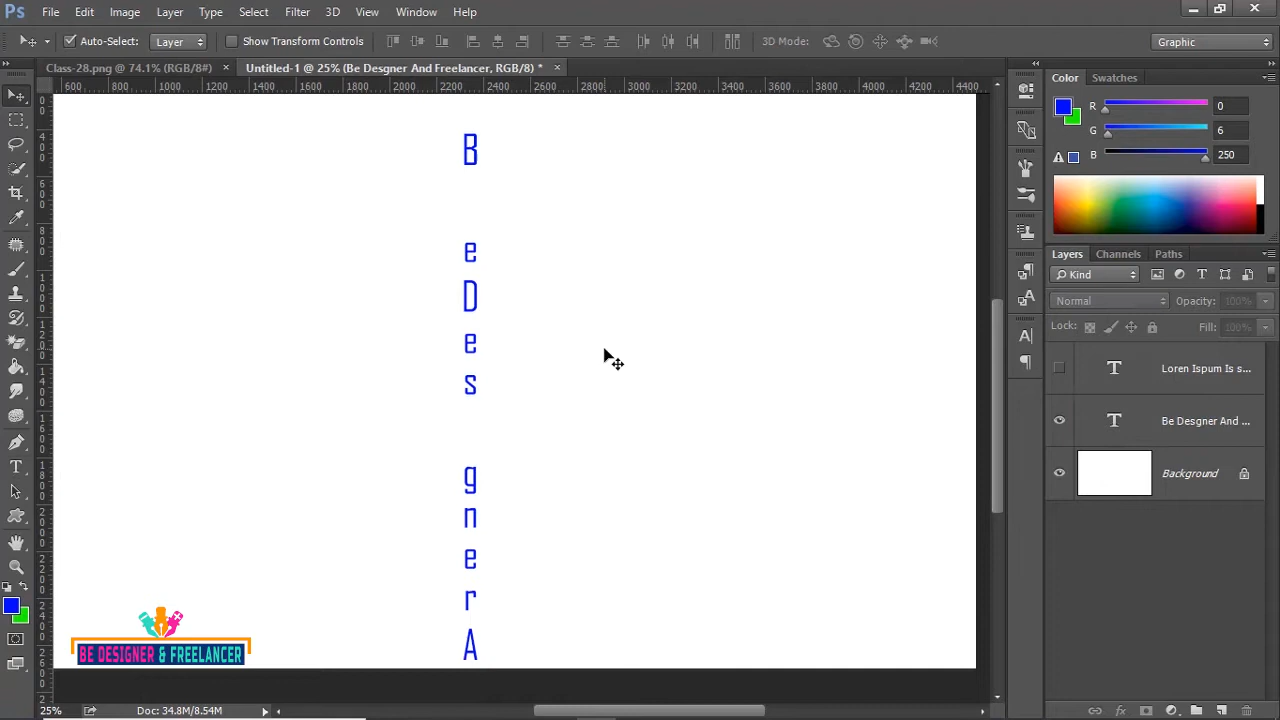 Ps File Edit Image Layer Type Select Filter 3D View Window Help
Auto-Select: Layer Show Transform Controls 3D Mode: Graphic
Class-28.png @ 74.1% (RGB/8#) × Untitled-1 @ 25% (Be Designer And Freelancer, RGB/8) * ×
600 800 1000 1200 1400 1600 1800 2000 2200 2400 2600 2800 3000 3200 3400 3600 3800 4000 4200 4400
Color Swatches
R 0
G 6
B 250
B
e
D
e
s
g
n
e
r
A
Layers Channels Paths
Kind
Normal Opacity: 100%
Lock: Fill: 100%
T Loren Ispum Is s...
T Be Designer And ...
Background
BE DESIGNER & FREELANCER
25% Doc: 34.8M/8.54M